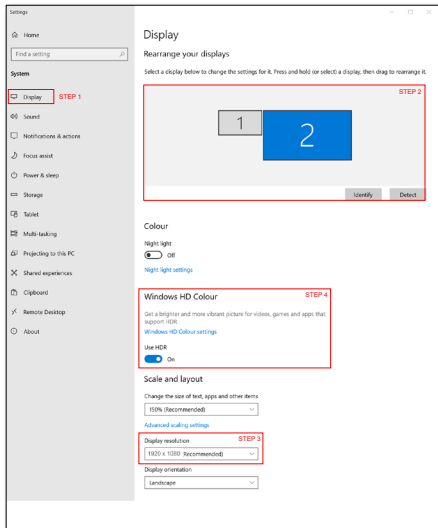 Settings
Home
Find a setting
System
Display STEP 1
Sound
Notifications & actions
Focus assist
Power & sleep
Storage
Tablet
Multi-tasking
Projecting to this PC
Shared experiences
Clipboard
Remote Desktop
About
Display
Rearrange your displays
Select a display below to change the settings for it. Press and hold (or select) a display, then drag to rearrange it.
STEP 2
1
2
Identify Detect
Colour
Night light
Off
Night light settings
Windows HD Colour STEP 4
Get a brighter and more vibrant picture for videos, games and apps that
support HDR.
Windows HD Colour settings
Use HDR
On
Scale and layout
Change the size of text, apps and other items
150% (Recommended)
Advanced scaling settings
Display resolution STEP 3
1920 x 1080 (Recommended)
Display orientation
Landscape